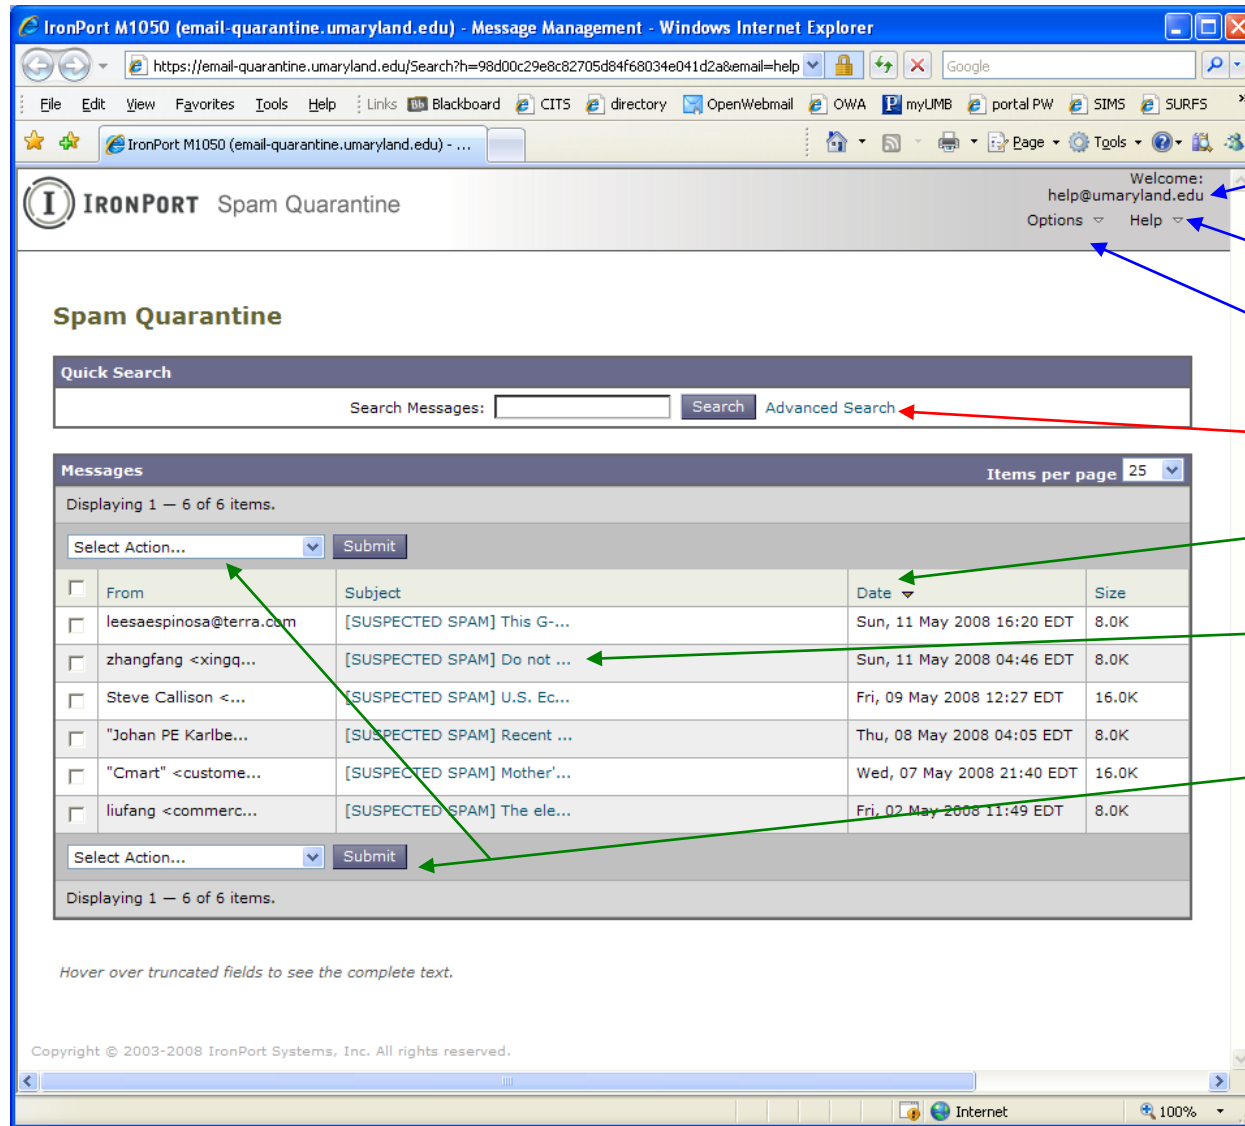 IronPort M1050 (email-quarantine.umaryland.edu) - Message Management - Windows Internet Explorer
https://email-quarantine.umaryland.edu/Search?h=98d00c29e8c82705d84f68034e041d2a&email=help
Google
File Edit View Favorites Tools Help Links Blackboard CITS directory OpenWebmail OWA myUMB portal PW SIMS SURFS »
IronPort M1050 (email-quarantine.umaryland.edu) - ... Page Tools
IRONPORT Spam Quarantine
Welcome:
help@umaryland.edu
Options Help
Spam Quarantine
Quick Search
Search Messages: Search Advanced Search
Messages Items per page 25
Displaying 1 — 6 of 6 items.
Select Action... Submit
From Subject Date Size
leesaespinosa@terra.com [SUSPECTED SPAM] This G-... Sun, 11 May 2008 16:20 EDT 8.0K
zhangfang <xingq... [SUSPECTED SPAM] Do not ... Sun, 11 May 2008 04:46 EDT 8.0K
Steve Callison <... [SUSPECTED SPAM] U.S. Ec... Fri, 09 May 2008 12:27 EDT 16.0K
"Johan PE Karlbe... [SUSPECTED SPAM] Recent ... Thu, 08 May 2008 04:05 EDT 8.0K
"Cmart" <custome... [SUSPECTED SPAM] Mother'... Wed, 07 May 2008 21:40 EDT 16.0K
liufang <commerc... [SUSPECTED SPAM] The ele... Fri, 02 May 2008 11:49 EDT 8.0K
Select Action... Submit
Displaying 1 — 6 of 6 items.
Hover over truncated fields to see the complete text.
Copyright © 2003-2008 IronPort Systems, Inc. All rights reserved.
Internet 100%